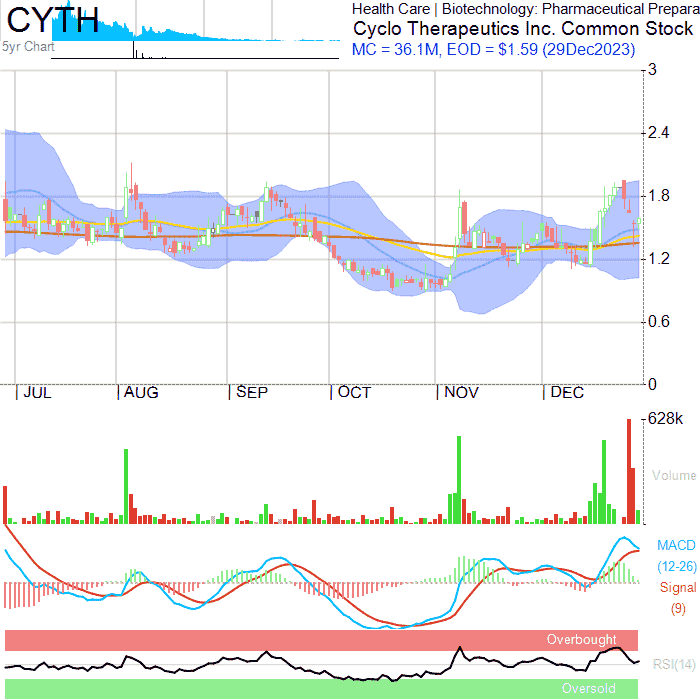 CYTH
5yr Chart
Health Care | Biotechnology: Pharmaceutical Prepara
Cyclo Therapeutics Inc. Common Stock
MC = 36.1M, EOD = $1.59 (29Dec2023)
3
2.4
1.8
1.2
0.6
0
JUL
AUG
SEP
OCT
NOV
DEC
628k
Volume
MACD
(12-26)
Signal
(9)
Overbought
RSI(14)
Oversold